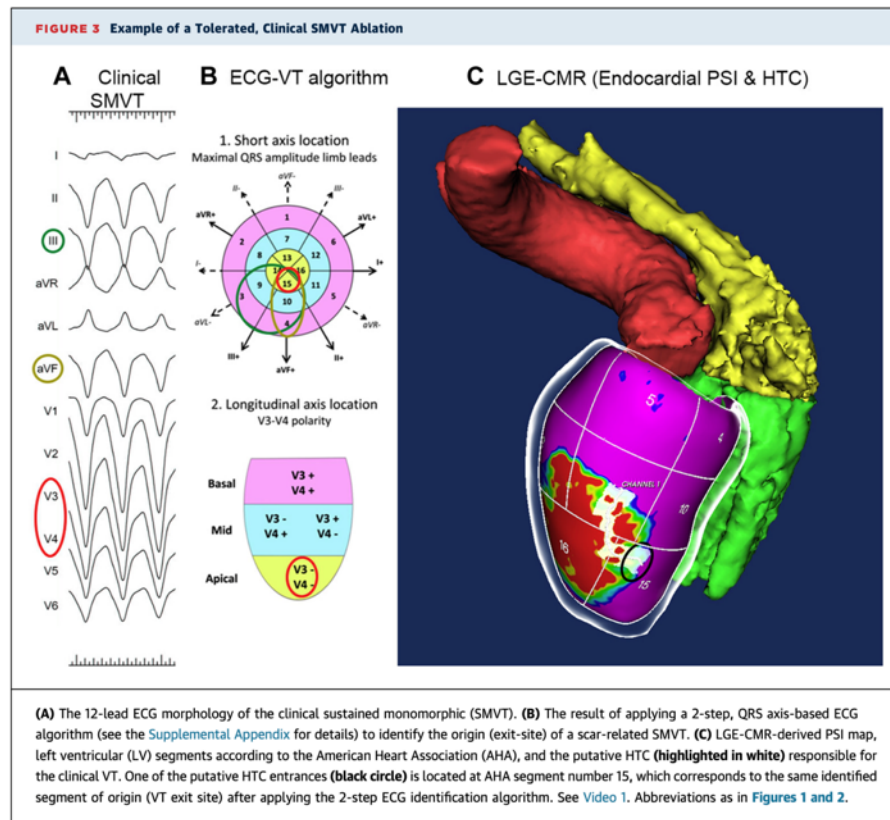 FIGURE 3 Example of a Tolerated, Clinical SMVT Ablation
A Clinical
SMVT
I
II
III
aVR
aVL
aVF
V1
V2
V3
V4
V5
V6
B ECG-VT algorithm
1. Short axis location
Maximal QRS amplitude limb leads
aVF-
II-
III-
aVR+
aVL+
1
2
7
6
8
13
12
I-
14
16
I+
3
9
15
11
5
10
4
aVL-
aVR-
III+
aVF+
II+
2. Longitudinal axis location
V3-V4 polarity
Basal
V3 +
V4 +
Mid
V3 - V3 +
V4 + V4 -
Apical
V3 -
V4 -
C LGE-CMR (Endocardial PSI & HTC)
5
4
CHANNEL 1
10
16
15
(A) The 12-lead ECG morphology of the clinical sustained monomorphic (SMVT). (B) The result of applying a 2-step, QRS axis-based ECG
algorithm (see the Supplemental Appendix for details) to identify the origin (exit-site) of a scar-related SMVT. (C) LGE-CMR-derived PSI map,
left ventricular (LV) segments according to the American Heart Association (AHA), and the putative HTC (highlighted in white) responsible for
the clinical VT. One of the putative HTC entrances (black circle) is located at AHA segment number 15, which corresponds to the same identified
segment of origin (VT exit site) after applying the 2-step ECG identification algorithm. See Video 1. Abbreviations as in Figures 1 and 2.